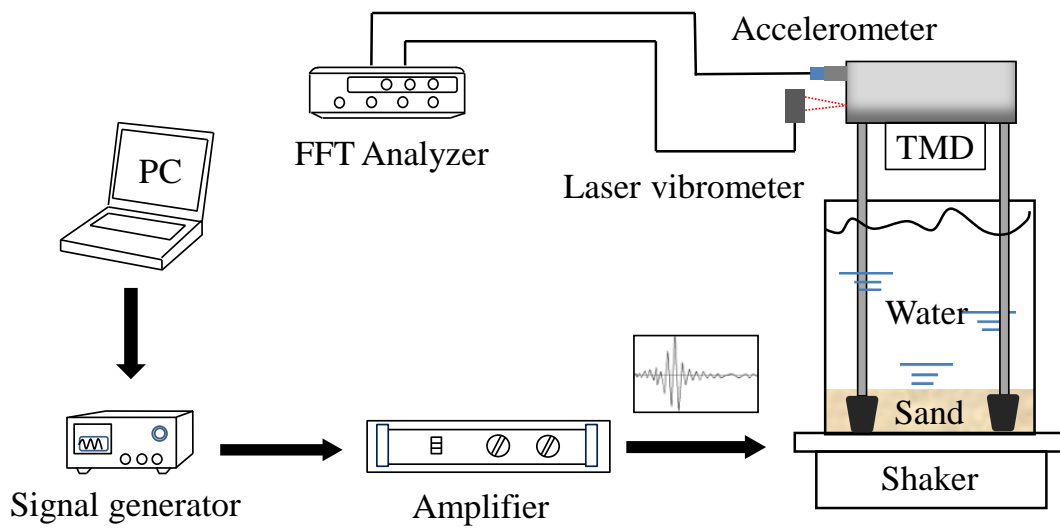 Accelerometer
TMD
FFT Analyzer
PC
Laser vibrometer
Water
Sand
Shaker
Signal generator
Amplifier